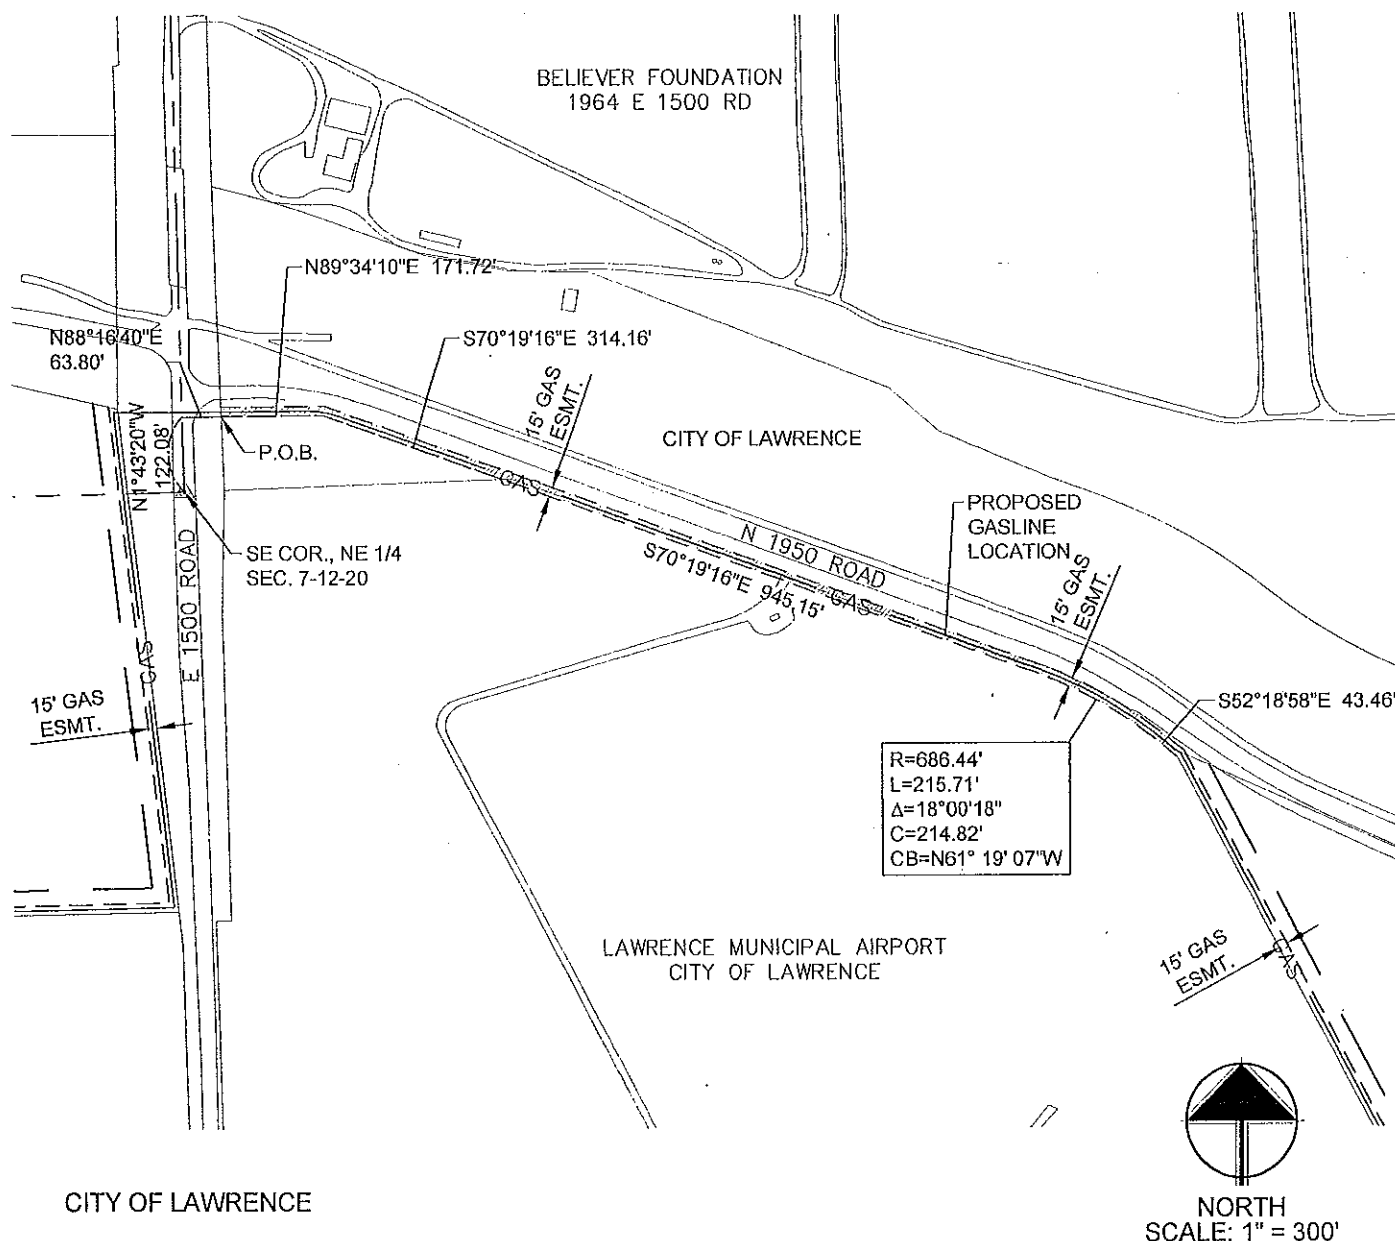 BELIEVER FOUNDATION
1964 E 1500 RD
N89°34'10"E 171.72'
N88°16'40"E
63.80'
S70°19'16"E 314.16'
15' GAS
ESMT.
CITY OF LAWRENCE
N1°43'20"W
122.08'
P.O.B.
GAS
PROPOSED
GASLINE
LOCATION
N 1950 ROAD
S70°19'16"E 945.15'
GAS
SE COR., NE 1/4
SEC. 7-12-20
E 1500 ROAD
GAS
15' GAS
ESMT.
15' GAS
ESMT.
S52°18'58"E 43.46'
R=686.44'
L=215.71'
Δ=18°00'18"
C=214.82'
CB=N61° 19' 07"W
LAWRENCE MUNICIPAL AIRPORT
CITY OF LAWRENCE
15' GAS
ESMT.
GAS
CITY OF LAWRENCE
NORTH
SCALE: 1" = 300'